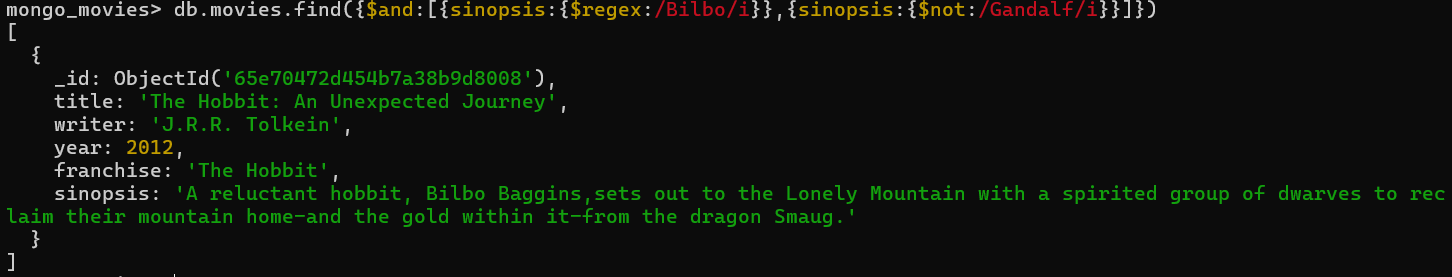 mongo_movies> db.movies.find({$and:[{sinopsis:{$regex:/Bilbo/i}},{sinopsis:{$not:/Gandalf/i}}]})
[
  {
    _id: ObjectId('65e70472d454b7a38b9d8008'),
    title: 'The Hobbit: An Unexpected Journey',
    writer: 'J.R.R. Tolkein',
    year: 2012,
    franchise: 'The Hobbit',
    sinopsis: 'A reluctant hobbit, Bilbo Baggins,sets out to the Lonely Mountain with a spirited group of dwarves to rec
laim their mountain home-and the gold within it-from the dragon Smaug.'
  }
]